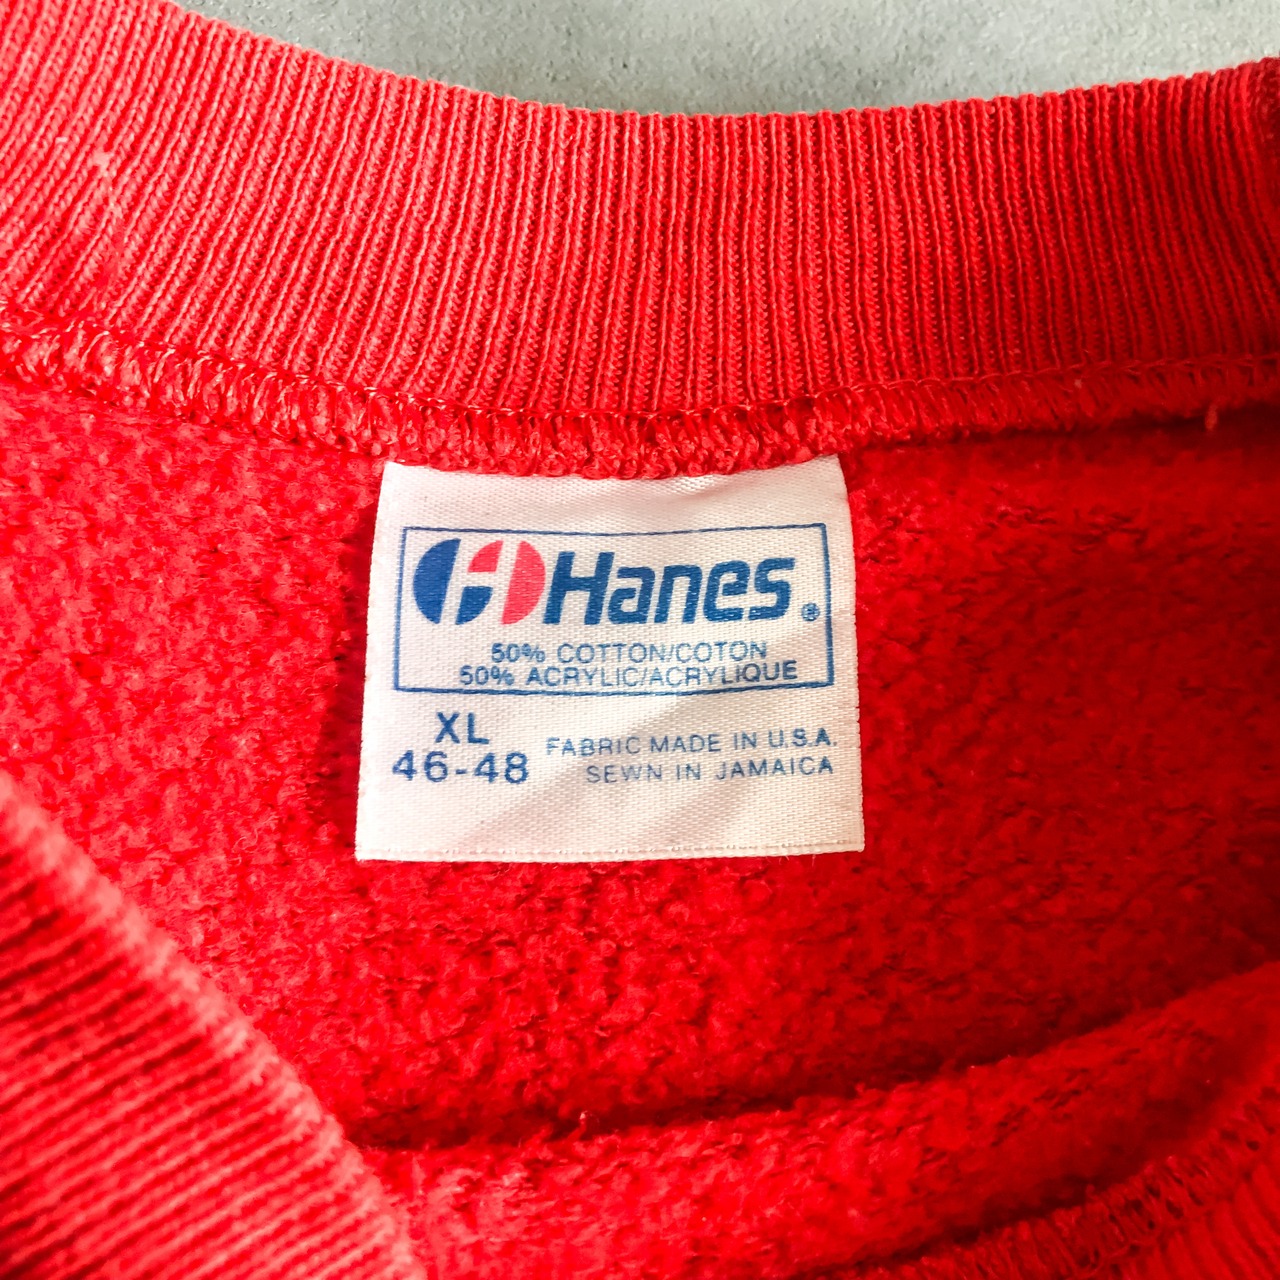 Hanes®
50% COTTON/COTON
50% ACRYLIC/ACRYLIQUE
XL
46-48
FABRIC MADE IN U.S.A.
SEWN IN JAMAICA